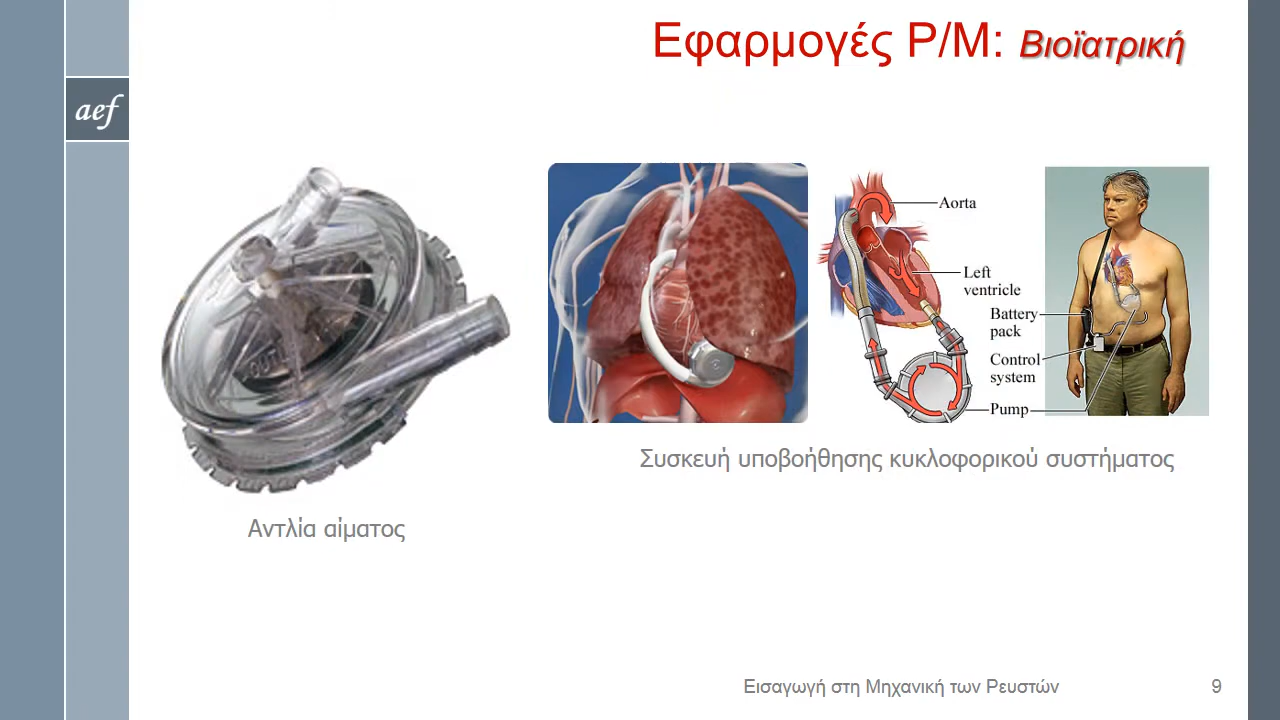 Εφαρμογές Ρ/Μ: Βιοϊατρική
aef
Aorta
Left
ventricle
Battery
pack
Control
system
Pump
Συσκευή υποβοήθησης κυκλοφορικού συστήματος
Αντλία αίματος
Εισαγωγή στη Μηχανική των Ρευστών
9